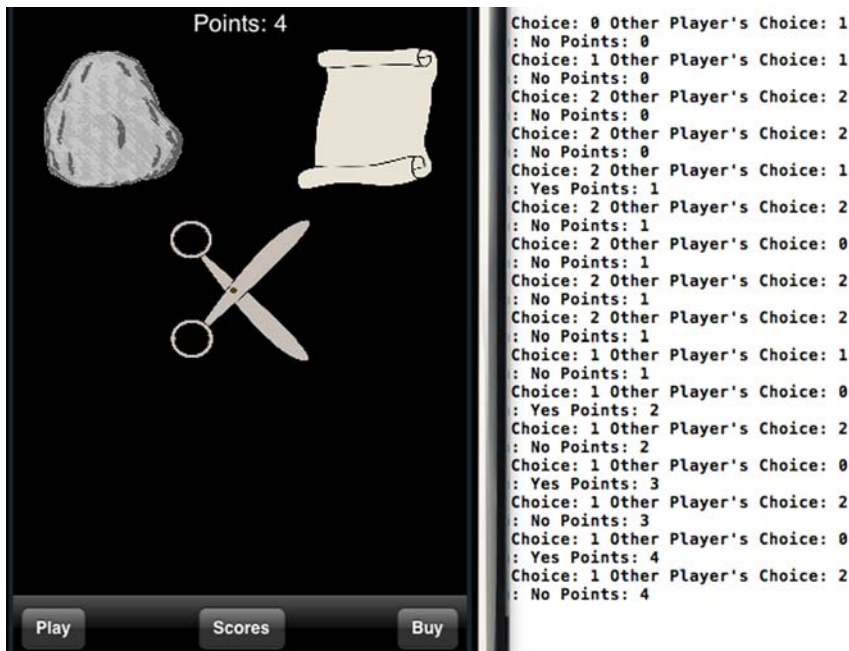 Points: 4
Play
Scores
Buy
Choice: 0 Other Player's Choice: 1
: No Points: 0
Choice: 1 Other Player's Choice: 1
: No Points: 0
Choice: 2 Other Player's Choice: 2
: No Points: 0
Choice: 2 Other Player's Choice: 2
: No Points: 0
Choice: 2 Other Player's Choice: 1
: Yes Points: 1
Choice: 2 Other Player's Choice: 2
: No Points: 1
Choice: 2 Other Player's Choice: 0
: No Points: 1
Choice: 2 Other Player's Choice: 2
: No Points: 1
Choice: 2 Other Player's Choice: 2
: No Points: 1
Choice: 1 Other Player's Choice: 1
: No Points: 1
Choice: 1 Other Player's Choice: 0
: Yes Points: 2
Choice: 1 Other Player's Choice: 2
: No Points: 2
Choice: 1 Other Player's Choice: 0
: Yes Points: 3
Choice: 1 Other Player's Choice: 2
: No Points: 3
Choice: 1 Other Player's Choice: 0
: Yes Points: 4
Choice: 1 Other Player's Choice: 2
: No Points: 4